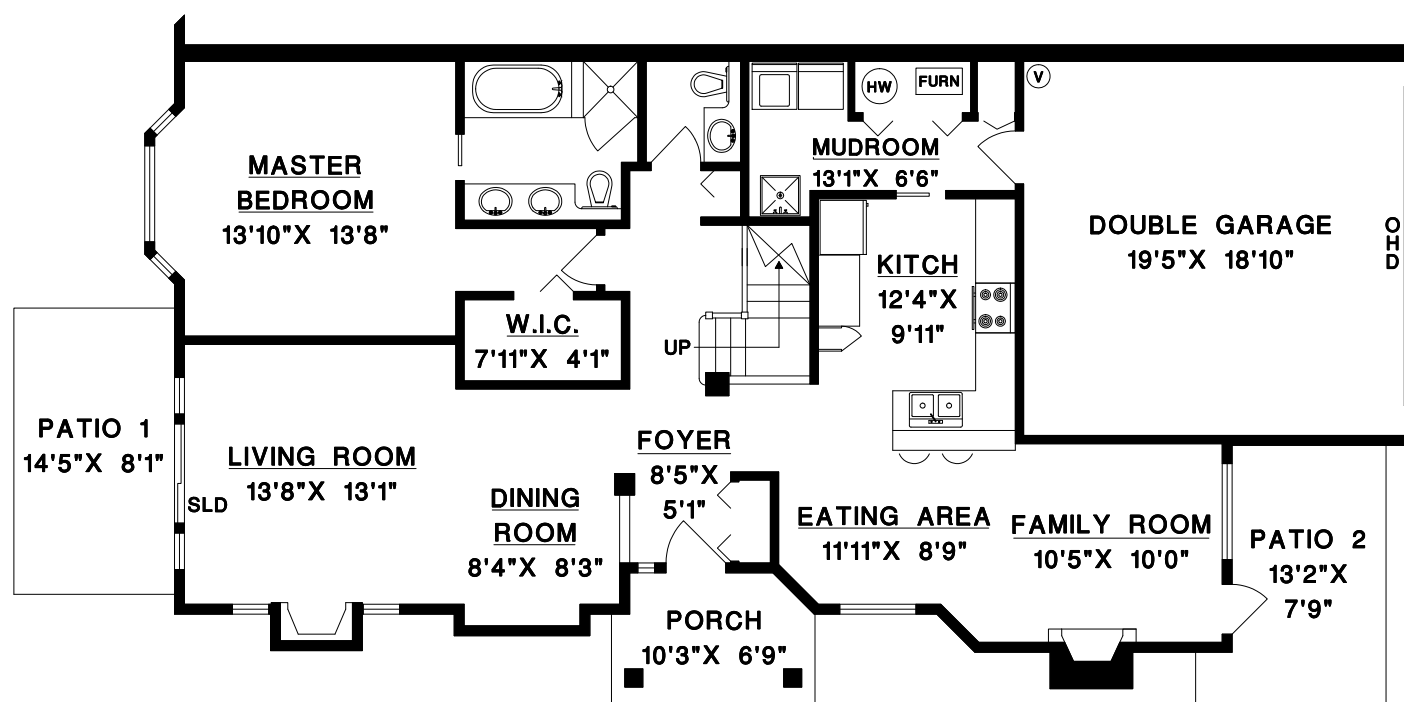 MASTER
BEDROOM
13'10"X 13'8"
HW
FURN
V
MUDROOM
13'1"X 6'6"
DOUBLE GARAGE
19'5"X 18'10"
OHD
KITCH
12'4"X
9'11"
W.I.C.
7'11"X 4'1"
UP
PATIO 1
14'5"X 8'1"
LIVING ROOM
13'8"X 13'1"
SLD
DINING
ROOM
8'4"X 8'3"
FOYER
8'5"X
5'1"
EATING AREA
11'11"X 8'9"
FAMILY ROOM
10'5"X 10'0"
PATIO 2
13'2"X
7'9"
PORCH
10'3"X 6'9"